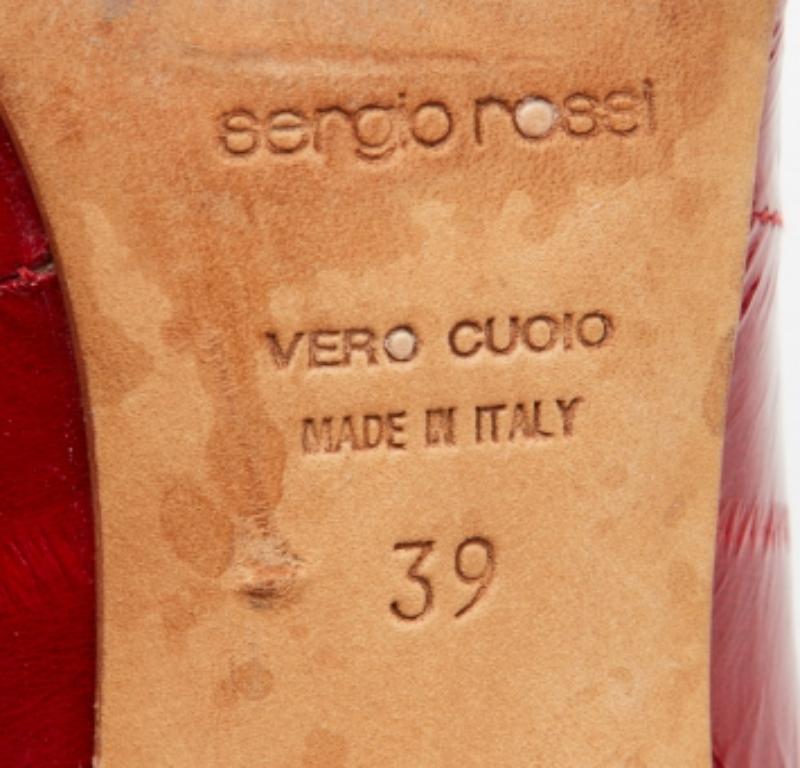 sergio rossi
VERO CUOIO
MADE IN ITALY
39